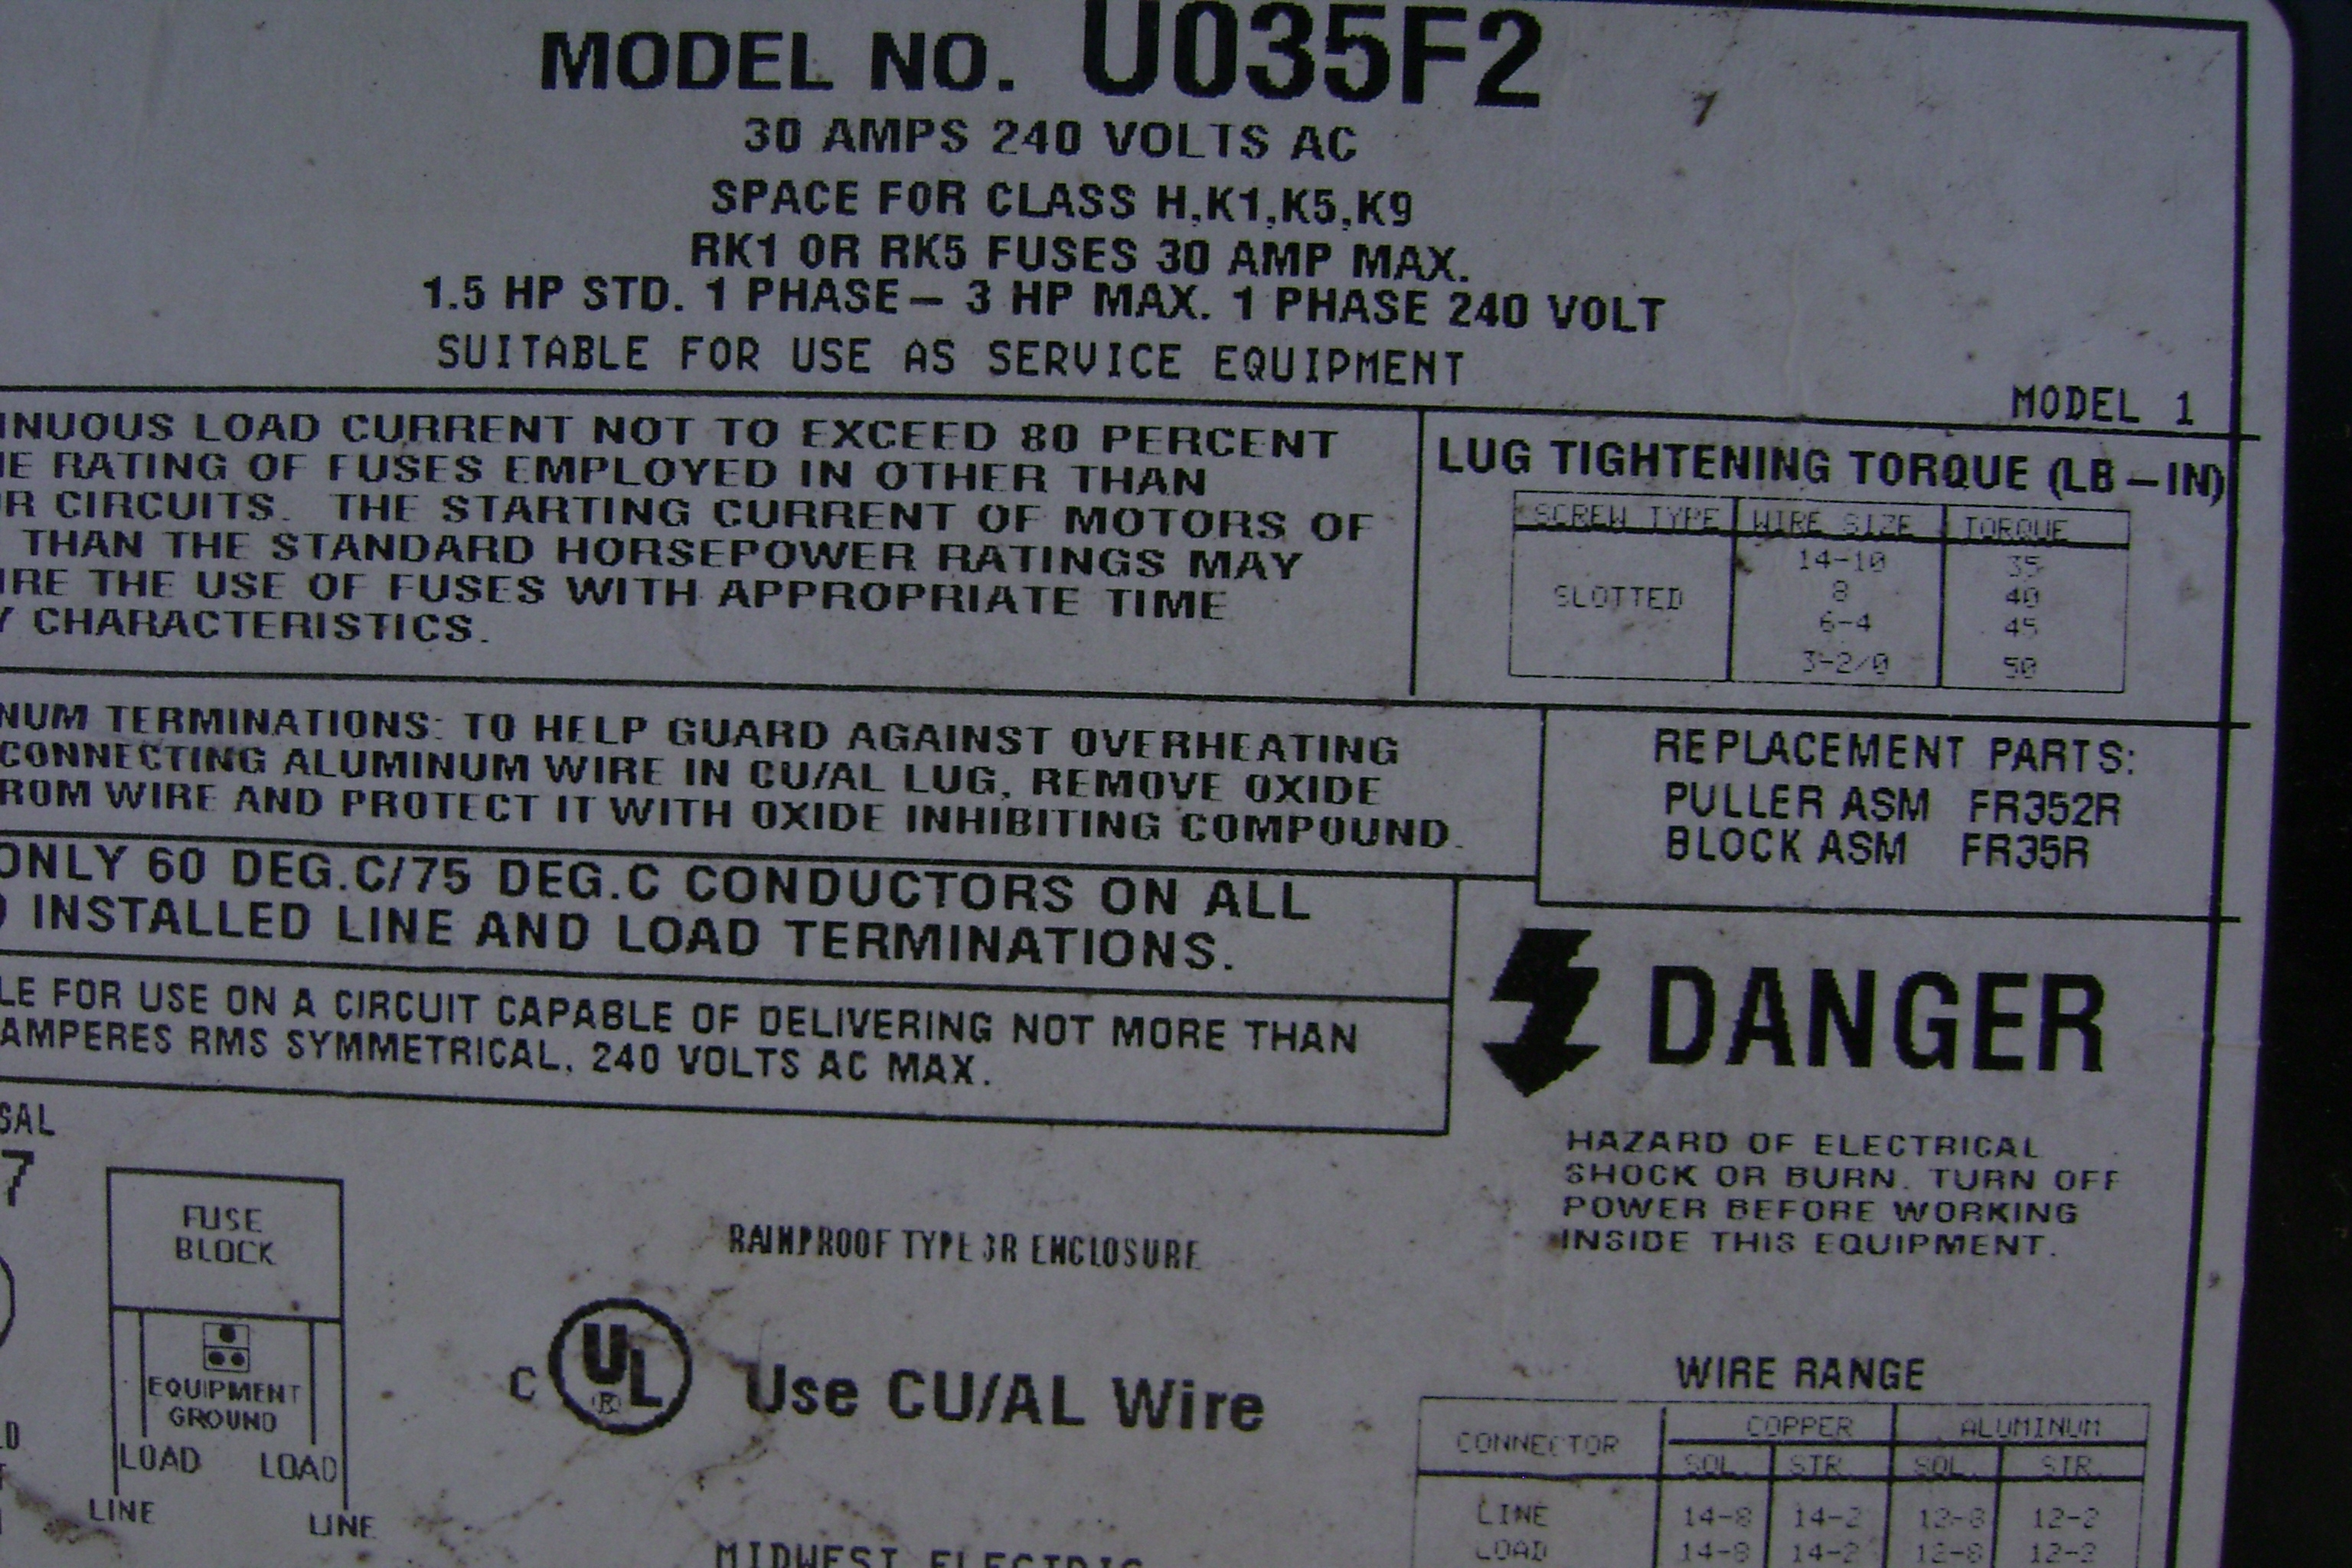 MODEL NO. U035F2
30 AMPS 240 VOLTS AC
SPACE FOR CLASS H,K1,K5,K9
RK1 OR RK5 FUSES 30 AMP MAX.
1.5 HP STD. 1 PHASE— 3 HP MAX. 1 PHASE 240 VOLT
SUITABLE FOR USE AS SERVICE EQUIPMENT
MODEL 1
INUOUS LOAD CURRENT NOT TO EXCEED 80 PERCENT
IE RATING OF FUSES EMPLOYED IN OTHER THAN
OR CIRCUITS. THE STARTING CURRENT OF MOTORS OF
THAN THE STANDARD HORSEPOWER RATINGS MAY
IRE THE USE OF FUSES WITH APPROPRIATE TIME
Y CHARACTERISTICS.
LUG TIGHTENING TORQUE (LB—IN)
SCREW TYPE WIRE SIZE TORQUE
14-10 35
SLOTTED 8 40
6-4 45
3-2/0 50
NUM TERMINATIONS: TO HELP GUARD AGAINST OVERHEATING
CONNECTING ALUMINUM WIRE IN CU/AL LUG, REMOVE OXIDE
ROM WIRE AND PROTECT IT WITH OXIDE INHIBITING COMPOUND.
REPLACEMENT PARTS:
PULLER ASM FR352R
BLOCK ASM FR35R
ONLY 60 DEG.C/75 DEG.C CONDUCTORS ON ALL
D INSTALLED LINE AND LOAD TERMINATIONS.
LE FOR USE ON A CIRCUIT CAPABLE OF DELIVERING NOT MORE THAN
AMPERES RMS SYMMETRICAL, 240 VOLTS AC MAX.
DANGER
HAZARD OF ELECTRICAL
SHOCK OR BURN. TURN OFF
POWER BEFORE WORKING
INSIDE THIS EQUIPMENT.
SAL
7
FUSE
BLOCK
EQUIPMENT
GROUND
LOAD LOAD
LINE LINE
RAINPROOF TYPE 3R ENCLOSURE
C UL ® Use CU/AL Wire
MIDWEST ELECTRIC
WIRE RANGE
CONNECTOR COPPER ALUMINUM
SOL. STR. SOL. STR.
LINE 14-8 14-2 12-8 12-2
LOAD 14-8 14-2 12-8 12-2